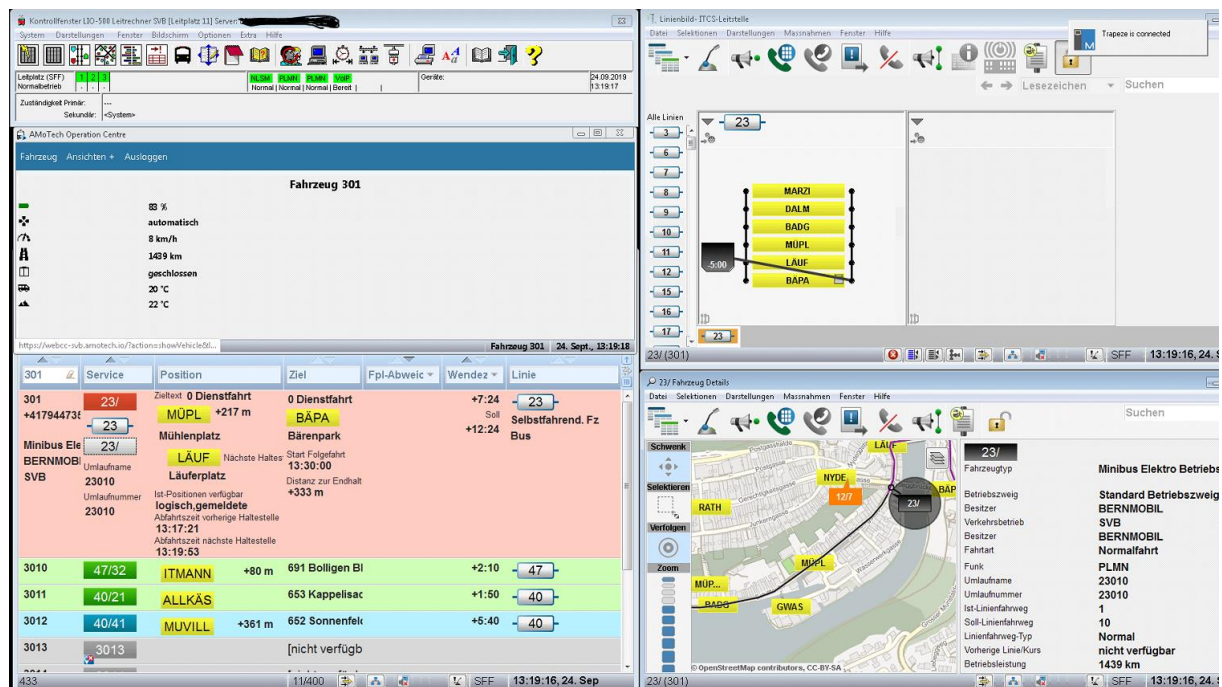 Kontrollfenster LIO-500 Leitrechner SVB [Leitplatz 11] Server:
System Darstellungen Fenster Bildschirm Optionen Extra Hilfe
Leitplatz (SFF) 1 2 3 NLSM PLMN PLMN VoIP Geräte: 24.09.2019
Normalbetrieb - - - Normal | Normal | Normal | Bereit | | 13:19:17
Zuständigkeit Primär: ---
Sekundär: <System>
AMoTech Operation Centre
Fahrzeug Ansichten + Ausloggen
Fahrzeug 301
83 %
automatisch
8 km/h
1439 km
geschlossen
20 °C
22 °C
https://webcc-svb.amotech.io/?action=showVehicle&tl...
Fahrzeug 301 24. Sept., 13:19:18
301 Service Position Ziel Fpl-Abweic Wendez Linie
301 23/ Zieltext 0 Dienstfahrt 0 Dienstfahrt +7:24 23
+41794473 23 MÜPL +217 m BÄPA Soll Selbstfahrend. Fz
Mühlenplatz Bärenpark +12:24 Bus
Minibus Ele 23/
BERNMOBI LÄUF Nächste Haltes Start Folgefahrt
SVB Umlaufname Läuferplatz 13:30:00
23010 Distanz zur Endhalt
Umlaufnummer Ist-Positionen verfügbar +333 m
23010 logisch,gemeldete
Abfahrtszeit vorherige Haltestelle
13:17:21
Abfahrtszeit nächste Haltestelle
13:19:53
3010 47/32 ITMANN +80 m 691 Bolligen Bl +2:10 47
3011 40/21 ALLKÄS 653 Kappelisac +1:50 40
3012 40/41 MUVILL +361 m 652 Sonnenfel +5:40 40
3013 3013 [nicht verfügb
433 11/400 SFF 13:19:16, 24. Sep
Linienbild- ITCS-Leitstelle
Datei Selektionen Darstellungen Massnahmen Fenster Hilfe
M Trapeze is connected
Lesezeichen Suchen
Alle Linien
3
6
7
8
9
10
11
12
15
16
17
23
MARZI
DALM
BADG
MÜPL
LÄUF
BÄPA
-5:00
23
23/ (301) SFF 13:19:16, 24. S
23/ Fahrzeug Details
Datei Selektionen Darstellungen Massnahmen Fenster Hilfe
Suchen
Schwenk
Selektieren
Verfolgen
Zoom
Postgasshalde
Postgasse
Gerechtigkeitsgasse
Junkerngasse
Wasserwerkgasse
LÄUF
NYDE
12/7
BÄP
RATH
23/
MÜPL
MÜP...
BADG
GWAS
© OpenStreetMap contributors, CC-BY-SA
23/
Fahrzeugtyp Minibus Elektro Betriebs
Betriebszweig Standard Betriebszweig
Besitzer BERNMOBIL
Verkehrsbetrieb SVB
Besitzer BERNMOBIL
Fahrtart Normalfahrt
Funk PLMN
Umlaufname 23010
Umlaufnummer 23010
Ist-Linienfahrweg 1
Soll-Linienfahrweg 10
Linienfahrweg-Typ Normal
Vorherige Linie/Kurs nicht verfügbar
Betriebsleistung 1439 km
23/ (301) SFF 13:19:16, 24. S